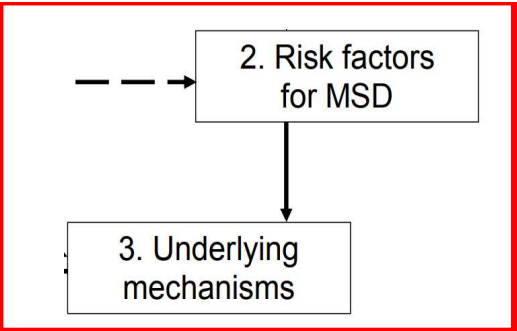 2. Risk factors
for MSD
3. Underlying
mechanisms